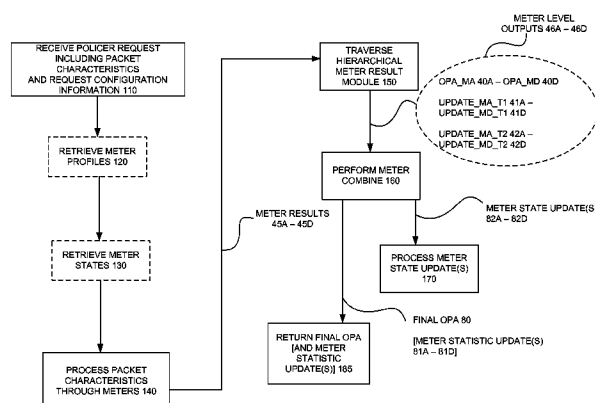 RECEIVE POLICER REQUEST
INCLUDING PACKET
CHARACTERISTICS
AND REQUEST CONFIGURATION
INFORMATION 110
RETRIEVE METER
PROFILES 120
RETRIEVE METER
STATES 130
PROCESS PACKET
CHARACTERISTICS
THROUGH METERS 140
METER RESULTS
45A – 45D
TRAVERSE
HIERARCHICAL
METER RESULT
MODULE 150
METER LEVEL
OUTPUTS 46A – 46D
OPA_MA 40A – OPA_MD 40D
UPDATE_MA_T1 41A –
UPDATE_MD_T1 41D
UPDATE_MA_T2 42A –
UPDATE_MD_T2 42D
PERFORM METER
COMBINE 160
METER STATE UPDATE(S
82A – 82D
PROCESS METER
STATE UPDATE(S)
170
FINAL OPA 80
[METER STATISTIC UPDATE(S)
81A – 81D]
RETURN FINAL OPA
[AND METER
STATISTIC
UPDATE(S)] 185